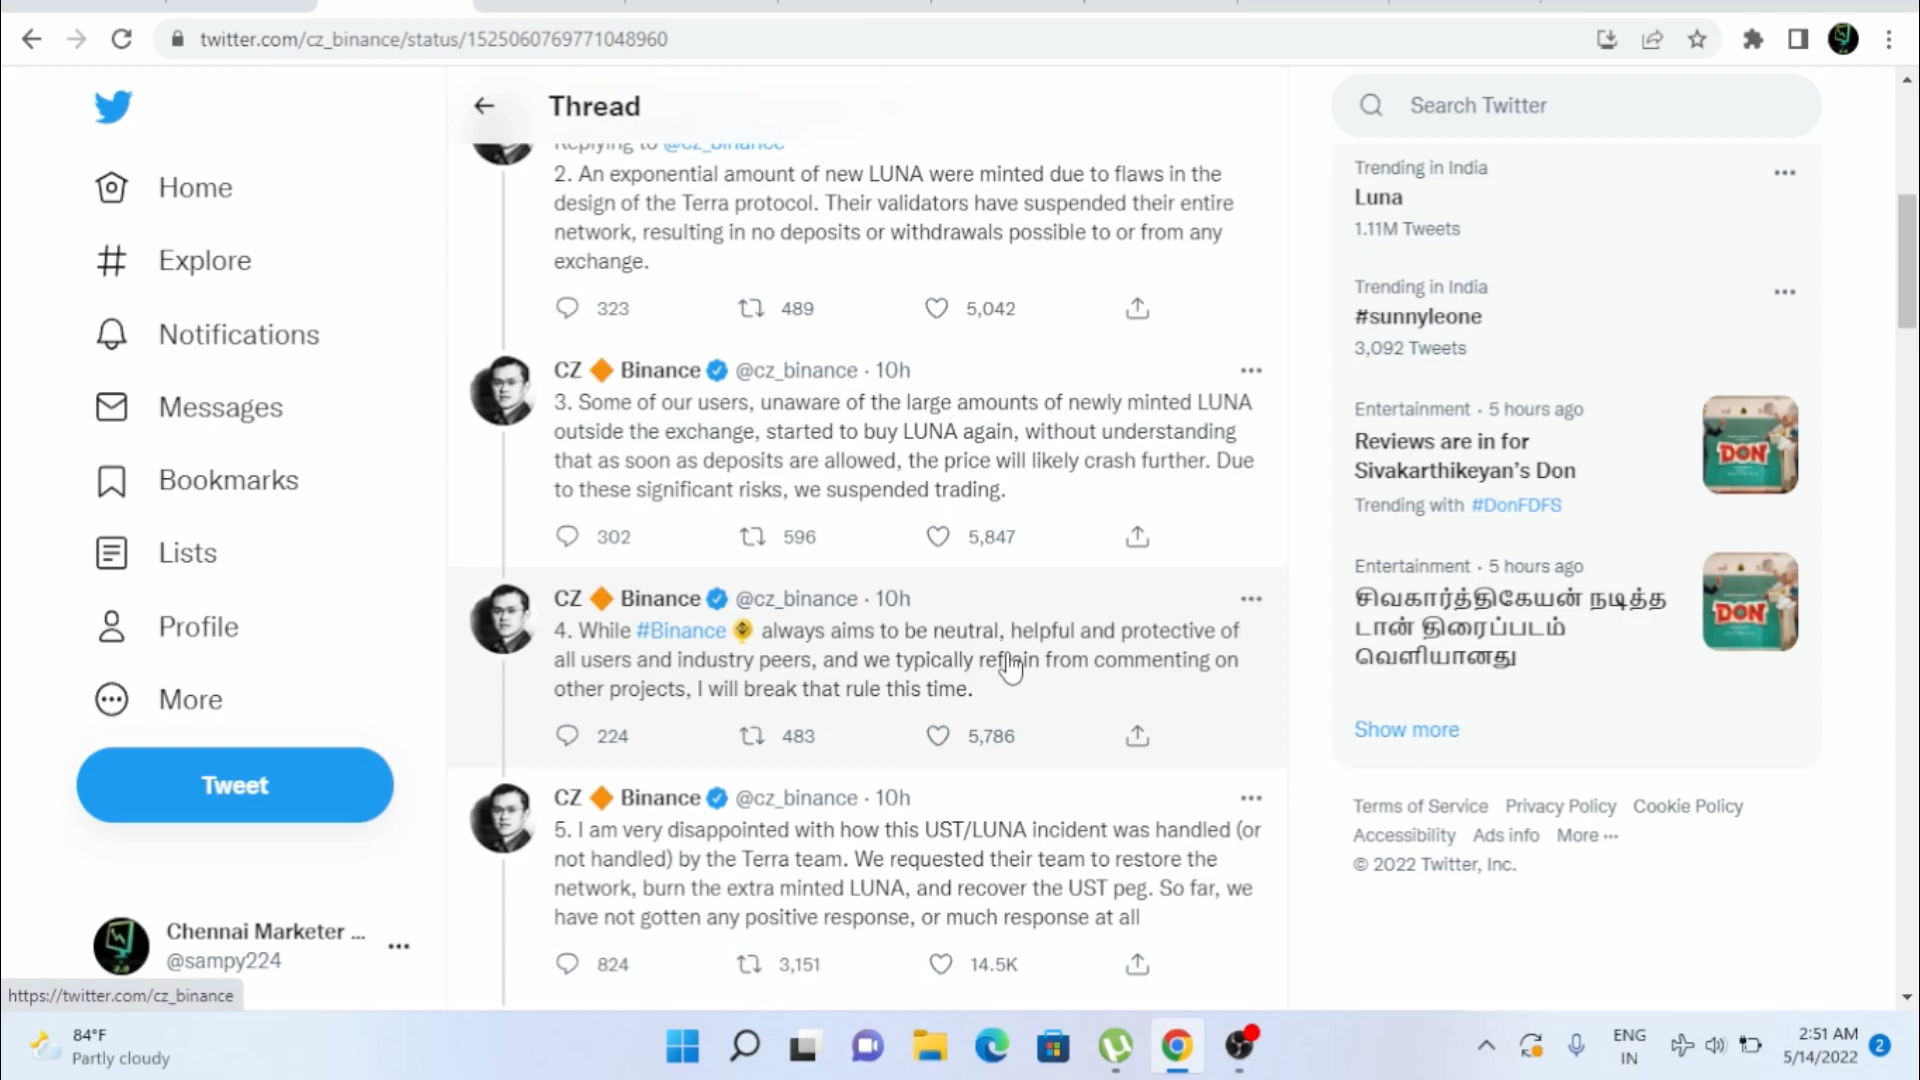 twitter.com/cz_binance/status/1525060769771048960
Home
Explore
Notifications
Messages
Bookmarks
Lists
Profile
More
Tweet
Chennai Marketer ...
@sampy224
https://twitter.com/cz_binance
Thread
Replying to @cz_binance
2. An exponential amount of new LUNA were minted due to flaws in the
design of the Terra protocol. Their validators have suspended their entire
network, resulting in no deposits or withdrawals possible to or from any
exchange.
323 489 5,042
CZ 🔶 Binance @cz_binance · 10h
3. Some of our users, unaware of the large amounts of newly minted LUNA
outside the exchange, started to buy LUNA again, without understanding
that as soon as deposits are allowed, the price will likely crash further. Due
to these significant risks, we suspended trading.
302 596 5,847
CZ 🔶 Binance @cz_binance · 10h
4. While #Binance always aims to be neutral, helpful and protective of
all users and industry peers, and we typically refrain from commenting on
other projects, I will break that rule this time.
224 483 5,786
CZ 🔶 Binance @cz_binance · 10h
5. I am very disappointed with how this UST/LUNA incident was handled (or
not handled) by the Terra team. We requested their team to restore the
network, burn the extra minted LUNA, and recover the UST peg. So far, we
have not gotten any positive response, or much response at all
824 3,151 14.5K
Search Twitter
Trending in India
Luna
1.11M Tweets
Trending in India
#sunnyleone
3,092 Tweets
Entertainment · 5 hours ago
Reviews are in for
Sivakarthikeyan's Don
Trending with #DonFDFS
DON
Entertainment · 5 hours ago
சிவகார்த்திகேயன் நடித்த
டான் திரைப்படம்
வெளியானது
DON
Show more
Terms of Service Privacy Policy Cookie Policy
Accessibility Ads info More ···
© 2022 Twitter, Inc.
84°F
Partly cloudy
ENG
IN
2:51 AM
5/14/2022
2